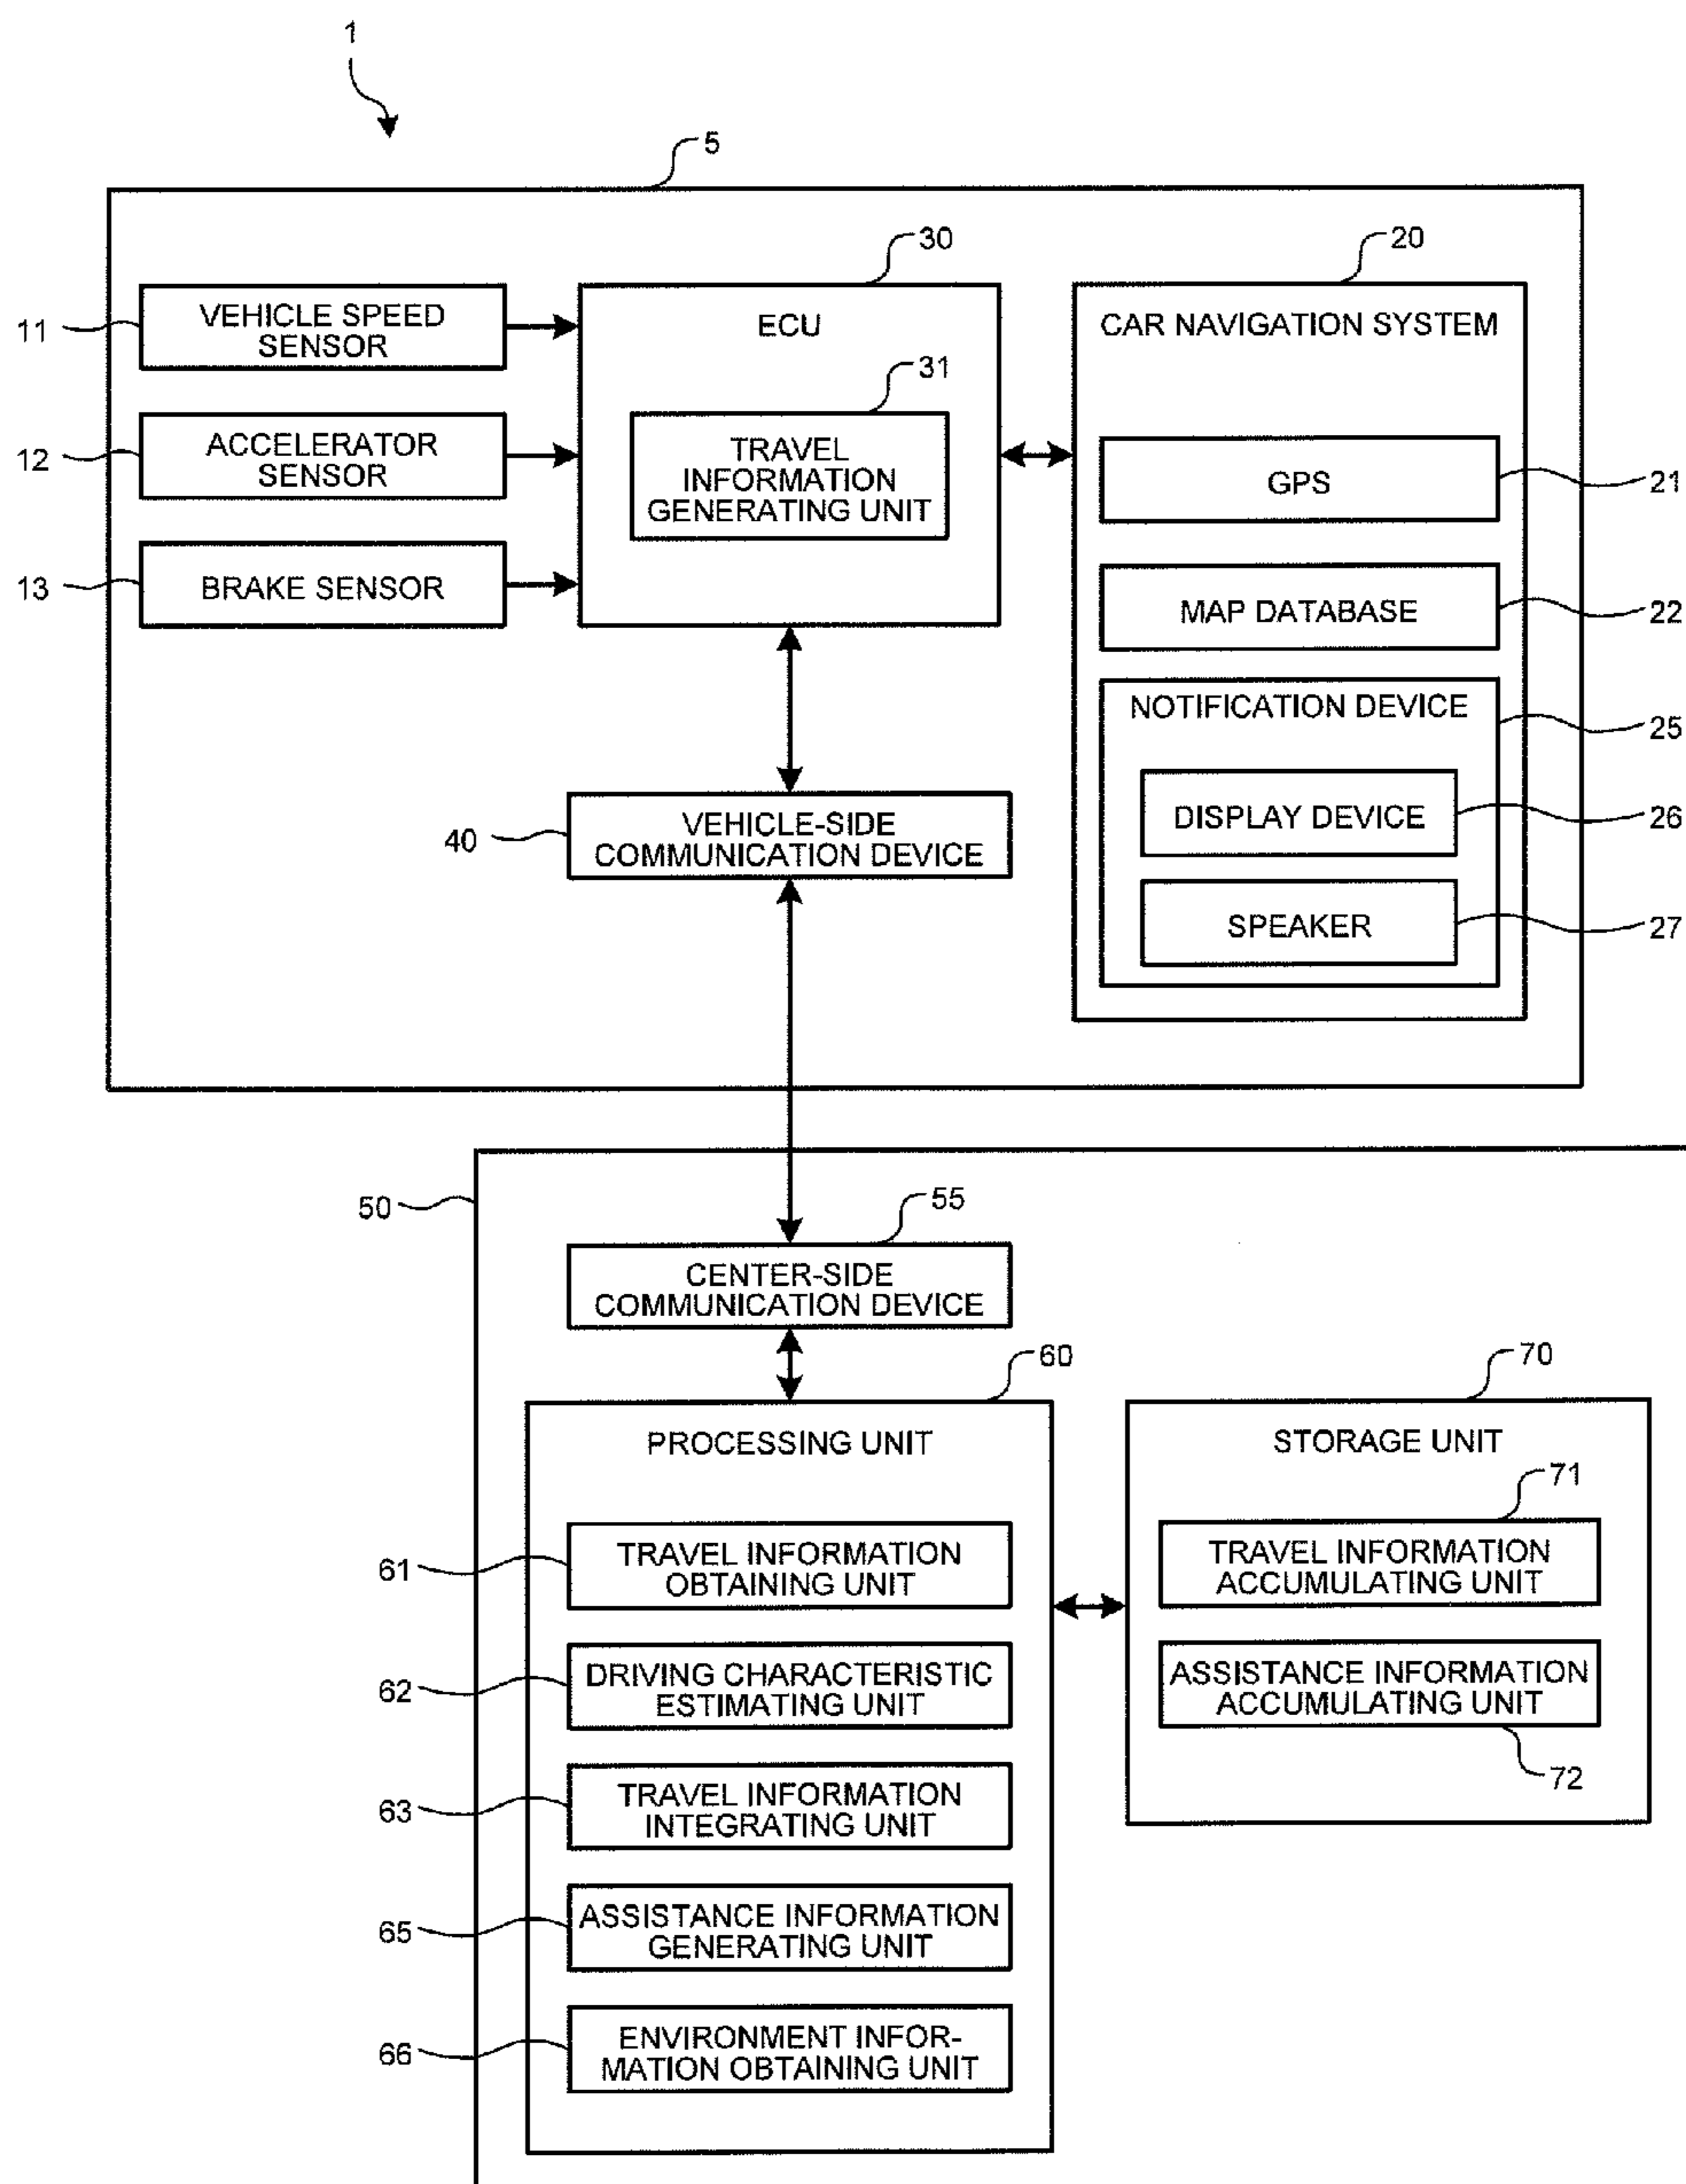 1
5
30
20
11
VEHICLE SPEED
SENSOR
ECU
CAR NAVIGATION SYSTEM
31
12
ACCELERATOR
SENSOR
TRAVEL
INFORMATION
GENERATING UNIT
GPS
21
13
BRAKE SENSOR
MAP DATABASE
22
NOTIFICATION DEVICE
25
40
VEHICLE-SIDE
COMMUNICATION DEVICE
DISPLAY DEVICE
26
SPEAKER
27
50
55
CENTER-SIDE
COMMUNICATION DEVICE
60
70
PROCESSING UNIT
STORAGE UNIT
71
61
TRAVEL INFORMATION
OBTAINING UNIT
TRAVEL INFORMATION
ACCUMULATING UNIT
62
DRIVING CHARACTERISTIC
ESTIMATING UNIT
ASSISTANCE INFORMATION
ACCUMULATING UNIT
72
63
TRAVEL INFORMATION
INTEGRATING UNIT
65
ASSISTANCE INFORMATION
GENERATING UNIT
66
ENVIRONMENT INFOR-
MATION OBTAINING UNIT